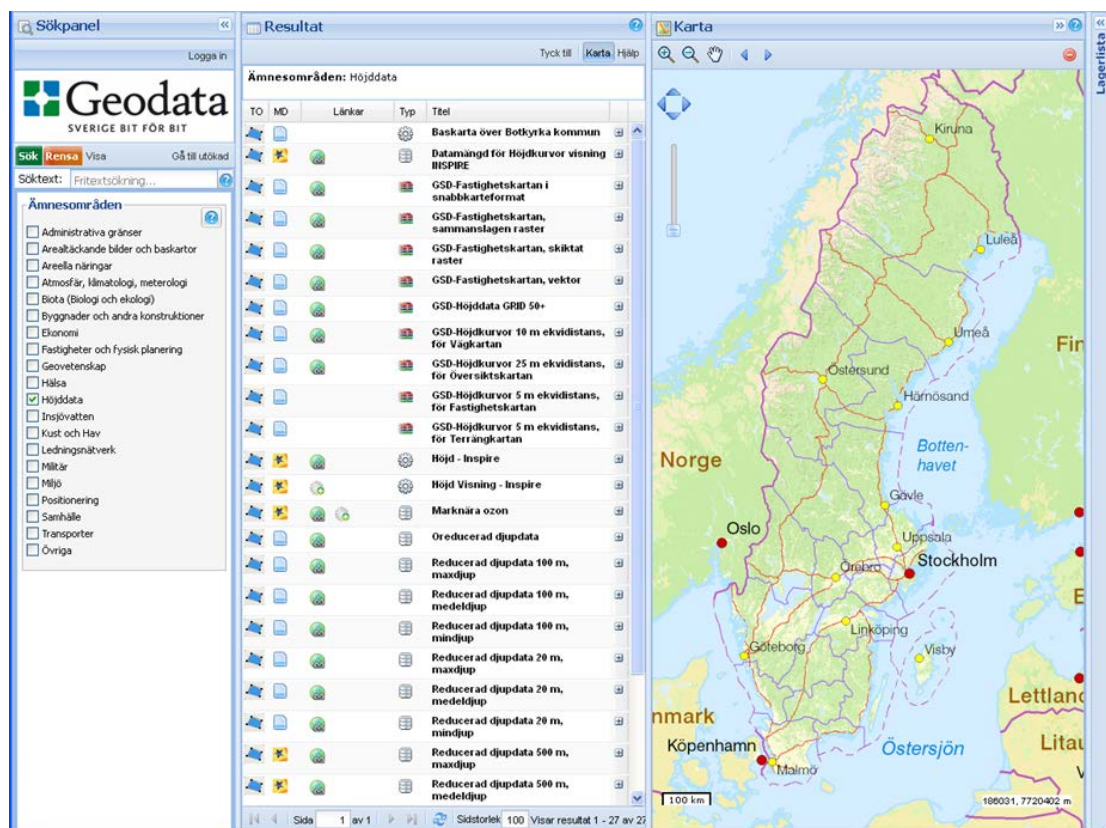 Sökpanel
Logga in
Geodata
SVERIGE BIT FÖR BIT
Sök Rensa Visa Gå till utökad
Söktext: Fritextsökning...
Ämnesområden
Administrativa gränser
Arealtäckande bilder och baskartor
Areella näringar
Atmosfär, klimatologi, meterologi
Biota (Biologi och ekologi)
Byggnader och andra konstruktioner
Ekonomi
Fastigheter och fysisk planering
Geovetenskap
Hälsa
Höjddata
Insjövatten
Kust och Hav
Ledningsnätverk
Militär
Miljö
Positionering
Samhälle
Transporter
Övriga
Resultat
Tyck till Karta Hjälp
Ämnesområden: Höjddata
TO MD Länkar Typ Titel
Baskarta över Botkyrka kommun
Datamängd för Höjdkurvor visning
INSPIRE
GSD-Fastighetskartan i
snabbkarteformat
GSD-Fastighetskartan,
sammanslagen raster
GSD-Fastighetskartan, skiktat
raster
GSD-Fastighetskartan, vektor
GSD-Höjddata GRID 50+
GSD-Höjdkurvor 10 m ekvidistans,
för Vägkartan
GSD-Höjdkurvor 25 m ekvidistans,
för Översiktskartan
GSD-Höjdkurvor 5 m ekvidistans,
för Fastighetskartan
GSD-Höjdkurvor 5 m ekvidistans,
för Terrängkartan
Höjd - Inspire
Höjd Visning - Inspire
Marknära ozon
Oreducerad djupdata
Reducerad djupdata 100 m,
maxdjup
Reducerad djupdata 100 m,
medeldjup
Reducerad djupdata 100 m,
mindjup
Reducerad djupdata 20 m,
maxdjup
Reducerad djupdata 20 m,
medeldjup
Reducerad djupdata 20 m,
mindjup
Reducerad djupdata 500 m,
maxdjup
Reducerad djupdata 500 m,
medeldjup
Sida 1 av 1 Sidstorlek 100 Visar resultat 1 - 27 av 27
Karta
Kiruna
Luleå
Umeå
Fin
Östersund
Härnösand
Norge
Botten-
havet
Gävle
Oslo
Uppsala
Stockholm
Örebro
E
Linköping
Göteborg
Visby
Lettland
nmark
Köpenhamn
Östersjön
Litau
Malmö
V
100 km
186031, 7720402 m
Lagerlista